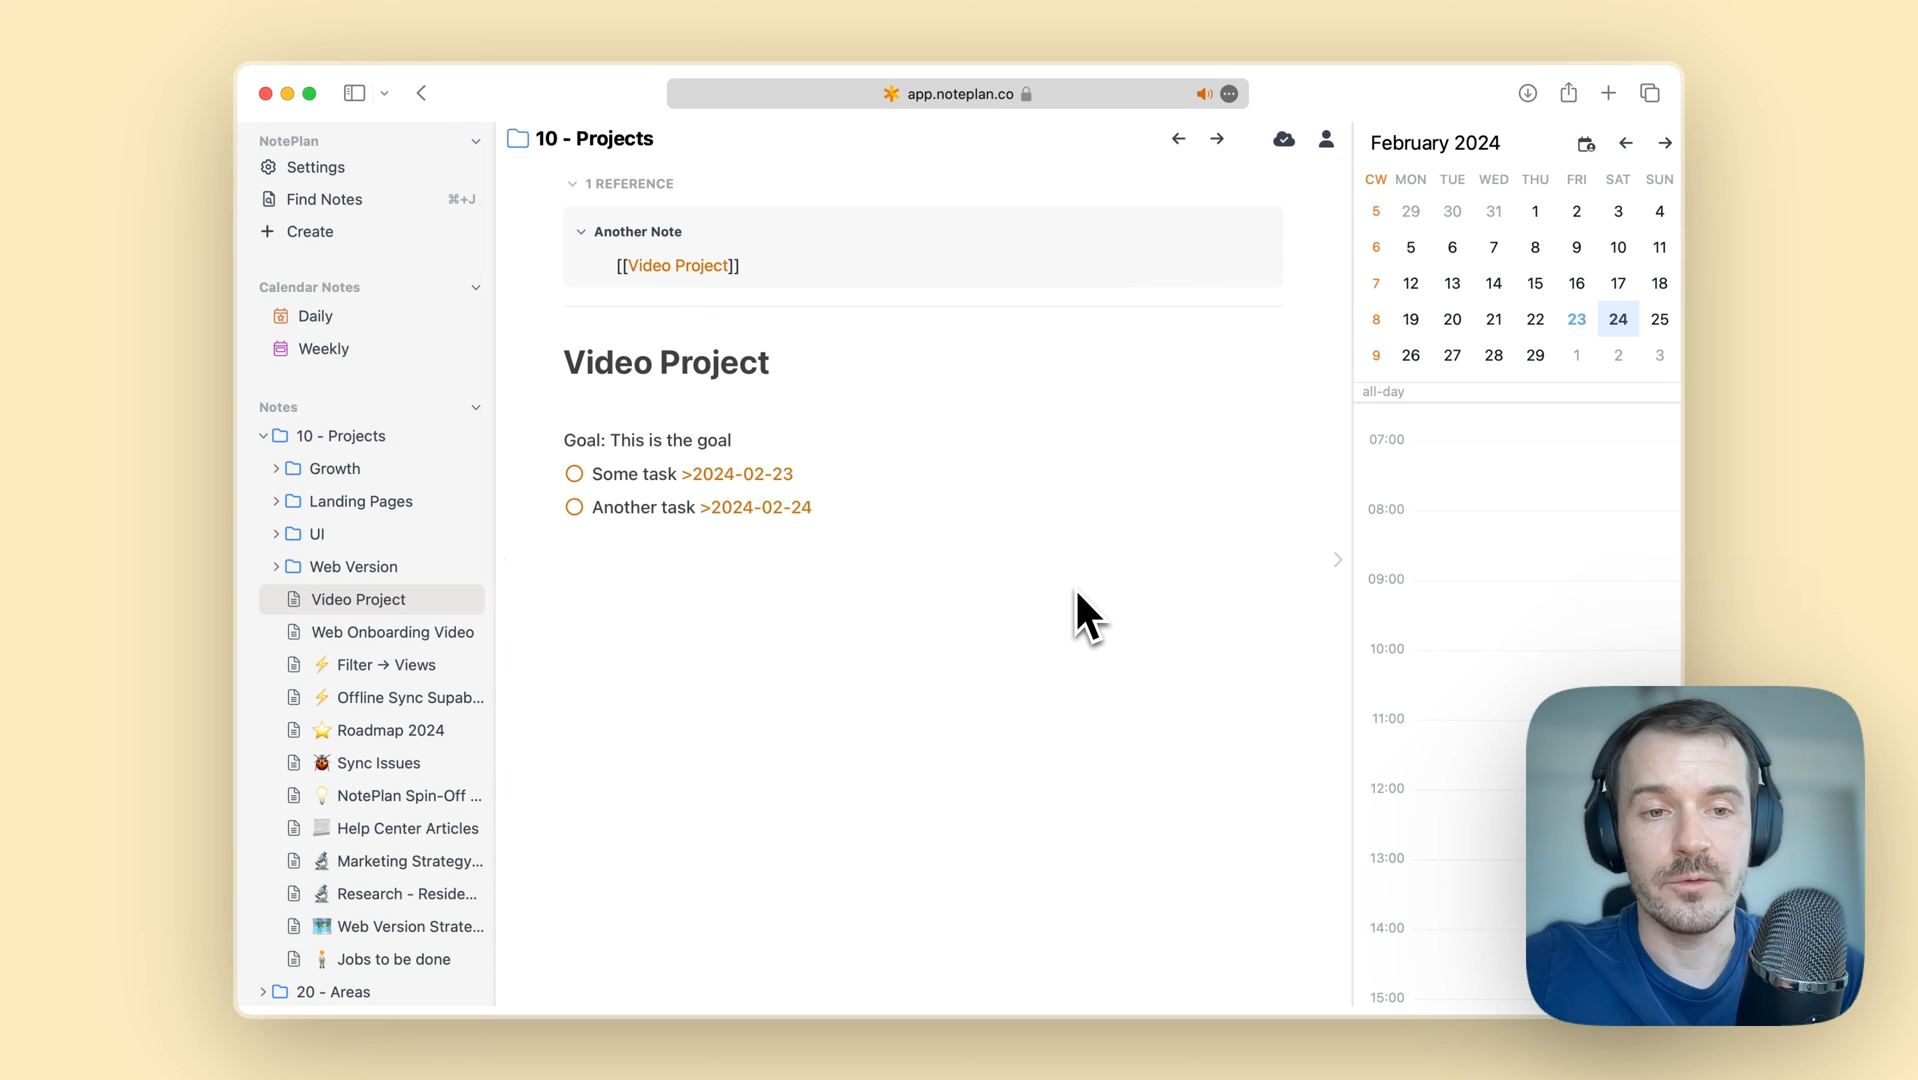 app.noteplan.co
NotePlan
Settings
Find Notes ⌘+J
Create
Calendar Notes
Daily
Weekly
Notes
10 - Projects
Growth
Landing Pages
UI
Web Version
Video Project
Web Onboarding Video
⚡ Filter → Views
⚡ Offline Sync Supab...
⭐ Roadmap 2024
🐞 Sync Issues
💡 NotePlan Spin-Off ...
Help Center Articles
🔬 Marketing Strategy...
🔬 Research - Reside...
🗺️ Web Version Strate...
Jobs to be done
20 - Areas
10 - Projects
1 REFERENCE
Another Note
[[Video Project]]
Video Project
Goal: This is the goal
Some task >2024-02-23
Another task >2024-02-24
February 2024
CW MON TUE WED THU FRI SAT SUN
5 29 30 31 1 2 3 4
6 5 6 7 8 9 10 11
7 12 13 14 15 16 17 18
8 19 20 21 22 23 24 25
9 26 27 28 29 1 2 3
all-day
07:00
08:00
09:00
10:00
11:00
12:00
13:00
14:00
15:00